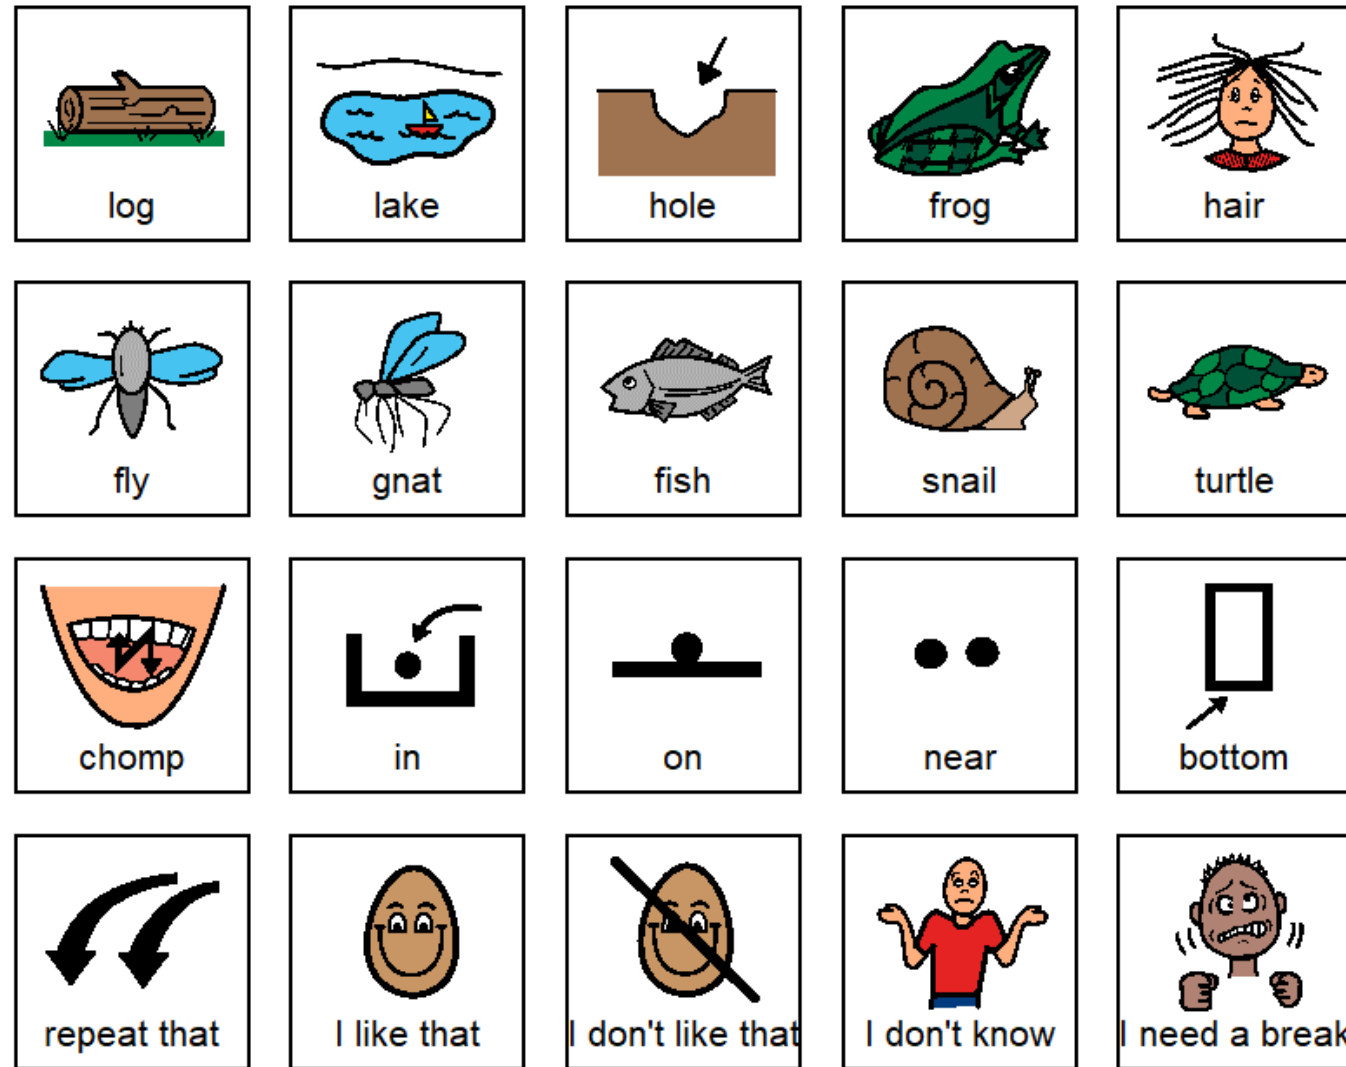 log
lake
hole
frog
hair
fly
gnat
fish
snail
turtle
chomp
in
on
near
bottom
repeat that
I like that
I don't like that
I don't know
I need a break